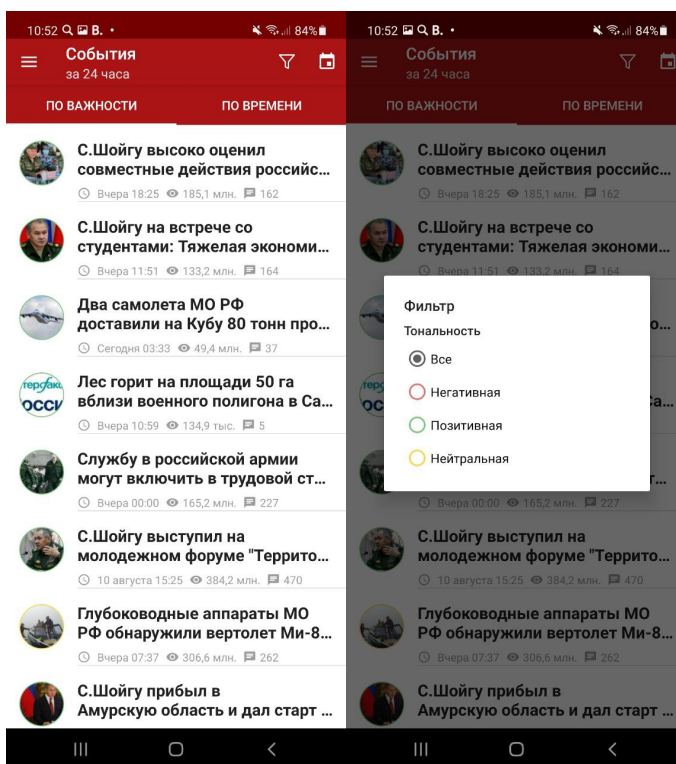 10:52 B. • 84%
События
за 24 часа
ПО ВАЖНОСТИ ПО ВРЕМЕНИ
С.Шойгу высоко оценил
совместные действия российс...
Вчера 18:25 185,1 млн. 162
С.Шойгу на встрече со
студентами: Тяжелая экономи...
Вчера 11:51 133,2 млн. 164
Два самолета МО РФ
доставили на Кубу 80 тонн про...
Сегодня 03:33 49,4 млн. 37
Лес горит на площади 50 га
вблизи военного полигона в Са...
Вчера 10:59 134,9 тыс. 5
Службу в российской армии
могут включить в трудовой ст...
Вчера 00:00 165,2 млн. 227
С.Шойгу выступил на
молодежном форуме "Террито...
10 августа 15:25 384,2 млн. 470
Глубоководные аппараты МО
РФ обнаружили вертолет Ми-8...
Вчера 07:37 306,6 млн. 262
С.Шойгу прибыл в
Амурскую область и дал старт ...
10:52 B. • 84%
События
за 24 часа
ПО ВАЖНОСТИ ПО ВРЕМЕНИ
С.Шойгу высоко оценил
совместные действия российс...
Вчера 18:25 185,1 млн. 162
С.Шойгу на встрече со
студентами: Тяжелая экономи...
Вчера 11:51 133,2 млн. 164
Фильтр
Тональность
Все
Негативная
Позитивная
Нейтральная
Вчера 00:00 165,2 млн. 227
С.Шойгу выступил на
молодежном форуме "Террито...
10 августа 15:25 384,2 млн. 470
Глубоководные аппараты МО
РФ обнаружили вертолет Ми-8...
Вчера 07:37 306,6 млн. 262
С.Шойгу прибыл в
Амурскую область и дал старт ...